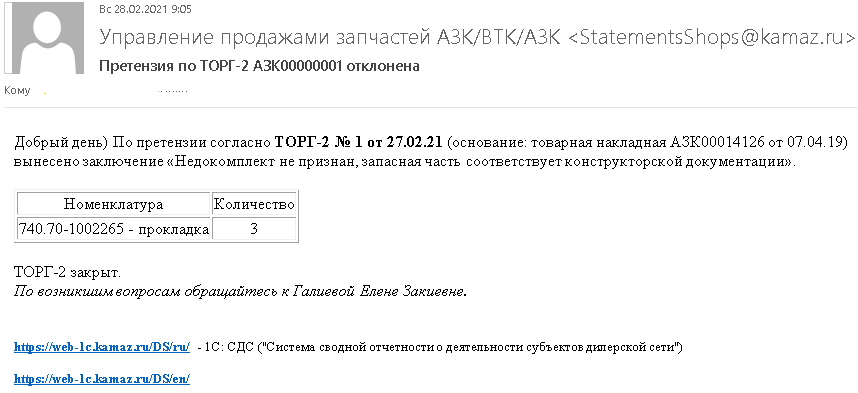 Вс 28.02.2021 9:05
Управление продажами запчастей АЗК/ВТК/АЗК <StatementsShops@kamaz.ru>
Претензия по ТОРГ-2 АЗК00000001 отклонена
Кому
Добрый день) По претензии согласно ТОРГ-2 № 1 от 27.02.21 (основание: товарная накладная АЗК00014126 от 07.04.19)
вынесено заключение «Недокомплект не признан, запасная часть соответствует конструкторской документации».
Номенклатура Количество
740.70-1002265 - прокладка 3
ТОРГ-2 закрыт.
По возникшим вопросам обращайтесь к Галиевой Елене Закиевне.
https://web-1c.kamaz.ru/DS/ru/ - 1С: СДС ("Система сводной отчетности о деятельности субъектов диперской сети")
https://web-1c.kamaz.ru/DS/en/